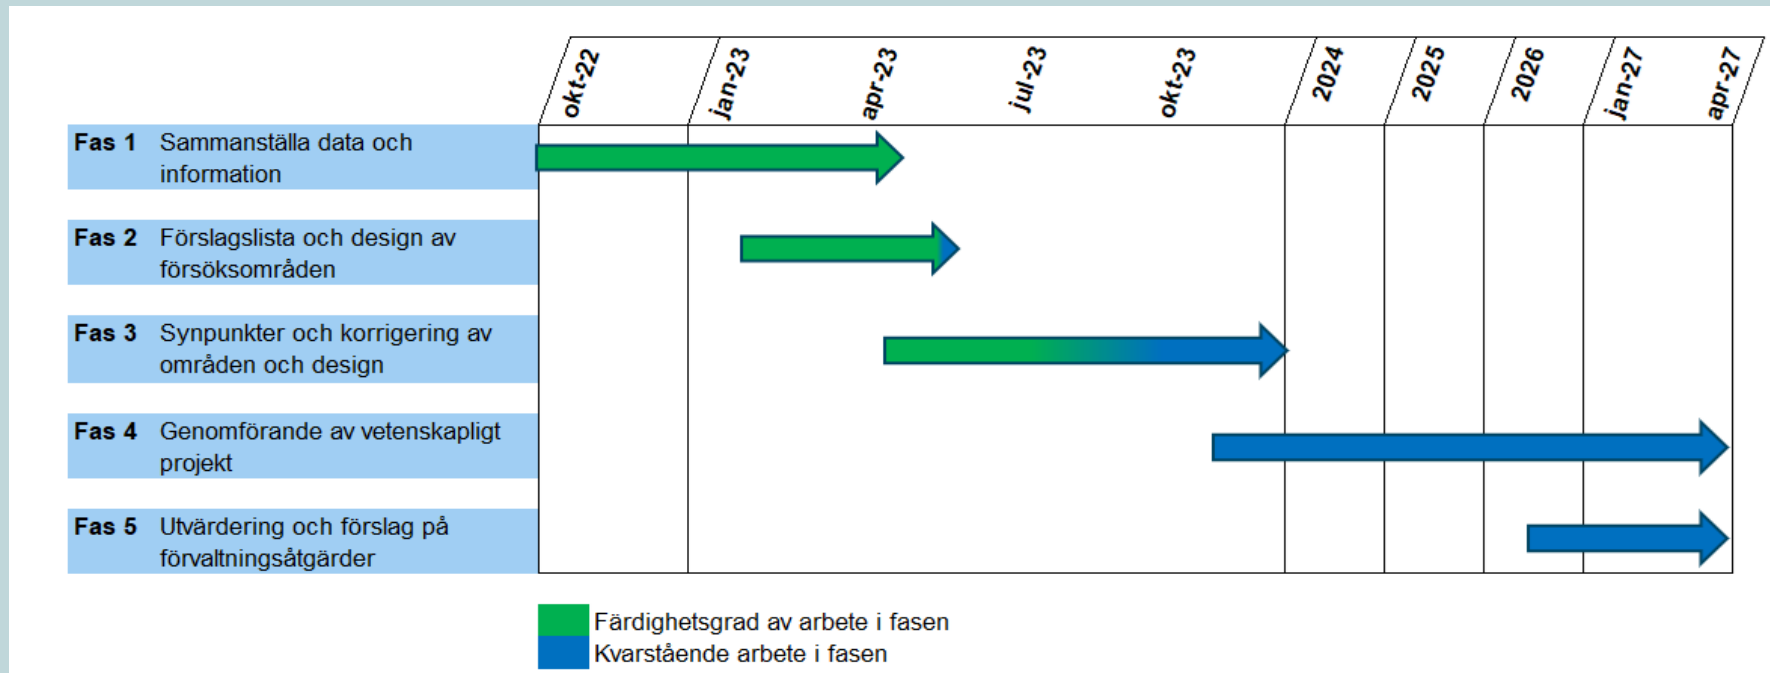 okt-22
jan-23
apr-23
jul-23
okt-23
2024
2025
2026
jan-27
apr-27
Fas 1 Sammanställa data och
information
Fas 2 Förslagslista och design av
försöksområden
Fas 3 Synpunkter och korrigering av
områden och design
Fas 4 Genomförande av vetenskapligt
projekt
Fas 5 Utvärdering och förslag på
förvaltningsåtgärder
Färdighetsgrad av arbete i fasen
Kvarstående arbete i fasen